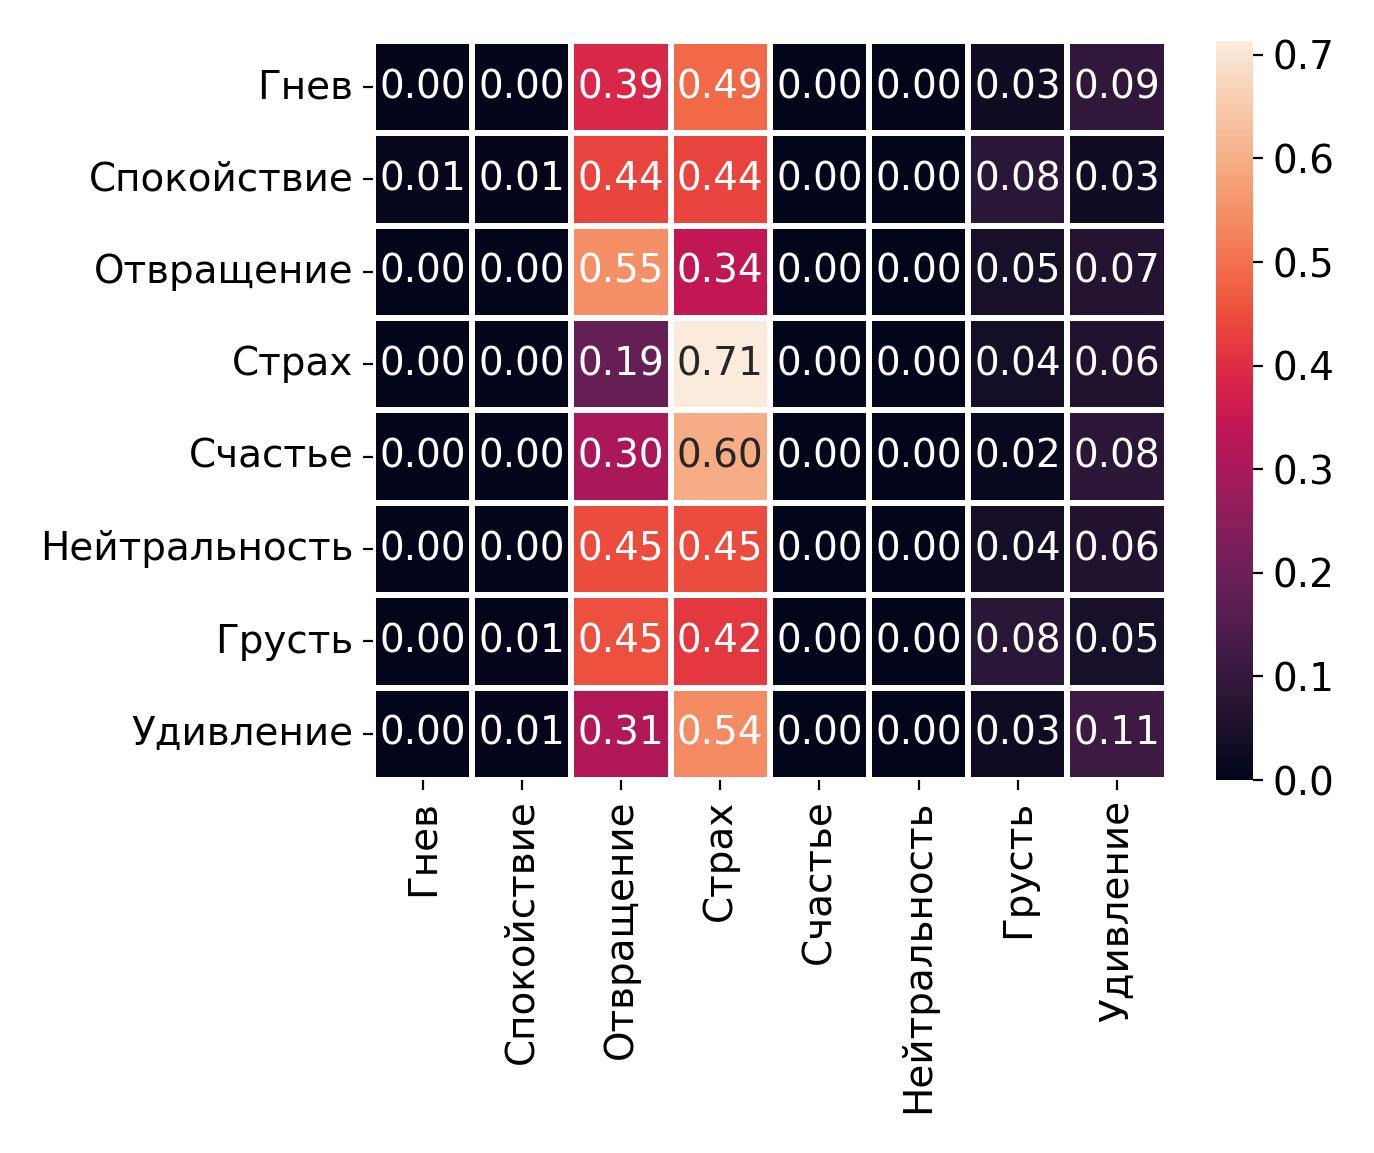 Гнев 0.00 0.00 0.39 0.49 0.00 0.00 0.03 0.09
Спокойствие 0.01 0.01 0.44 0.44 0.00 0.00 0.08 0.03
Отвращение 0.00 0.00 0.55 0.34 0.00 0.00 0.05 0.07
Страх 0.00 0.00 0.19 0.71 0.00 0.00 0.04 0.06
Счастье 0.00 0.00 0.30 0.60 0.00 0.00 0.02 0.08
Нейтральность 0.00 0.00 0.45 0.45 0.00 0.00 0.04 0.06
Грусть 0.00 0.01 0.45 0.42 0.00 0.00 0.08 0.05
Удивление 0.00 0.01 0.31 0.54 0.00 0.00 0.03 0.11
Гнев
Спокойствие
Отвращение
Страх
Счастье
Нейтральность
Грусть
Удивление
0.7
0.6
0.5
0.4
0.3
0.2
0.1
0.0